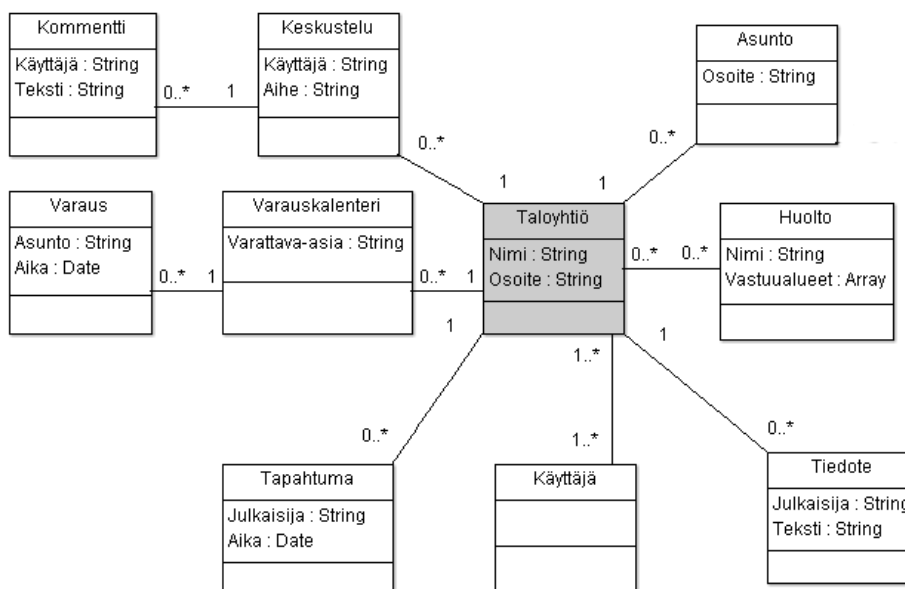 Kommentti
Käyttäjä : String
Teksti : String
0..*
1
Keskustelu
Käyttäjä : String
Aihe : String
0..*
1
Asunto
Osoite : String
0..*
1
Varaus
Asunto : String
Aika : Date
0..*
1
Varauskalenteri
Varattava-asia : String
0..*
1
Taloyhtiö
Nimi : String
Osoite : String
0..*
0..*
Huolto
Nimi : String
Vastuualueet : Array
1
0..*
Tapahtuma
Julkaisija : String
Aika : Date
1..*
1..*
Käyttäjä
1
0..*
Tiedote
Julkaisija : String
Teksti : String